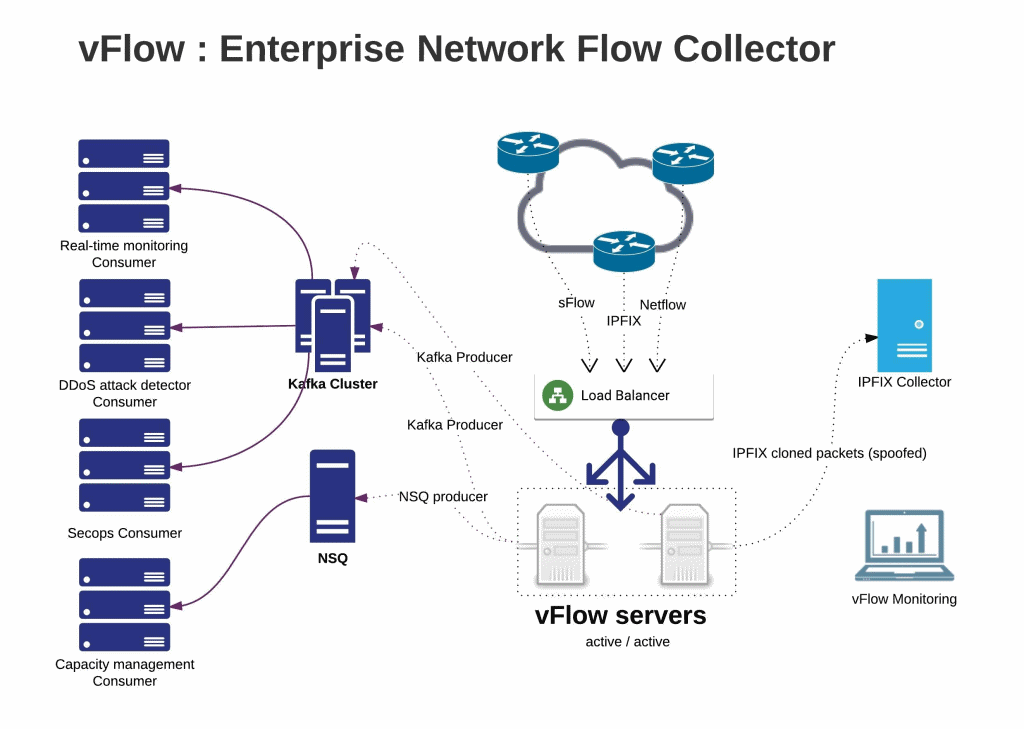 vFlow : Enterprise Network Flow Collector
Real-time monitoring
Consumer
DDoS attack detector
Consumer
Secops Consumer
Capacity management
Consumer
Kafka Cluster
NSQ
Kafka Producer
Kafka Producer
NSQ producer
sFlow
IPFIX
Netflow
Load Balancer
vFlow servers
active / active
IPFIX Collector
IPFIX cloned packets (spoofed)
vFlow Monitoring